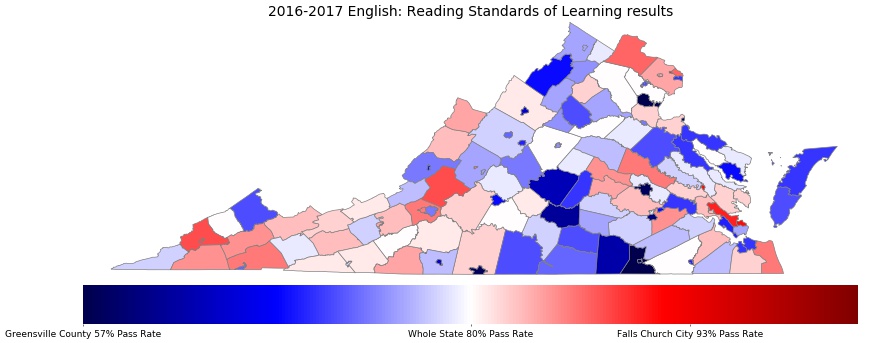 2016-2017 English: Reading Standards of Learning results
Greensville County 57% Pass Rate
Whole State 80% Pass Rate
Falls Church City 93% Pass Rate